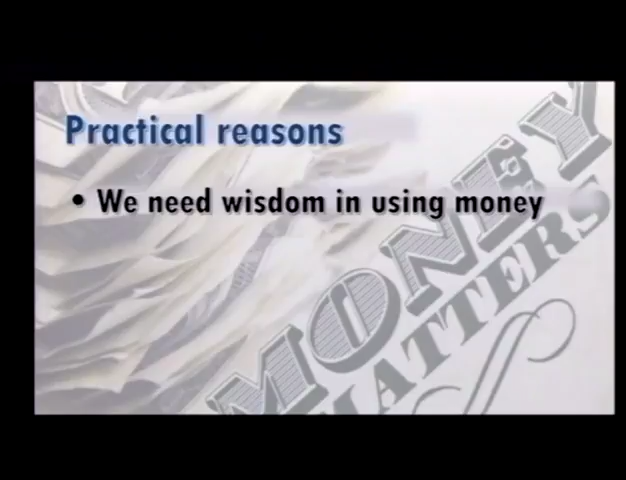 Practical reasons
• We need wisdom in using money
MONEY
MATTERS